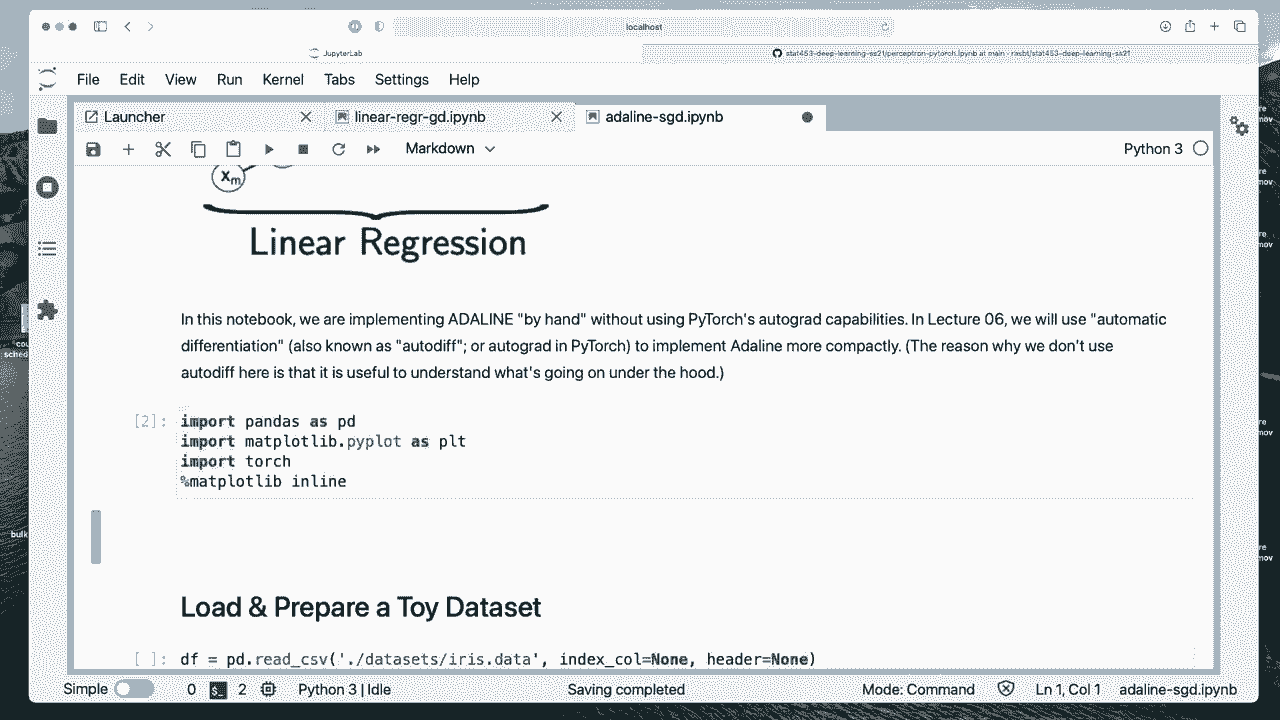 localhost
JupyterLab
stat453-deep-learning-ss21/perceptron-pytorch.ipynb at main · rasbt/stat453-deep-learning-ss21
File Edit View Run Kernel Tabs Settings Help
Launcher
linear-regr-gd.ipynb
adaline-sgd.ipynb
Markdown
Python 3
xm
Linear Regression
In this notebook, we are implementing ADALINE "by hand" without using PyTorch's autograd capabilities. In Lecture 06, we will use "automatic
differentiation" (also known as "autodiff"; or autograd in PyTorch) to implement Adaline more compactly. (The reason why we don't use
autodiff here is that it is useful to understand what's going on under the hood.)
[2]: import pandas as pd
import matplotlib.pyplot as plt
import torch
%matplotlib inline
Load & Prepare a Toy Dataset
[ ]: df = pd.read_csv('./datasets/iris.data', index_col=None, header=None)
Simple 0 $_ 2 Python 3 | Idle Saving completed Mode: Command Ln 1, Col 1 adaline-sgd.ipynb